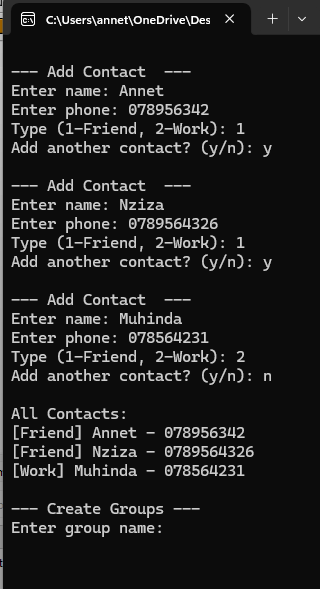 C:\Users\annet\OneDrive\Des
--- Add Contact  ---
Enter name: Annet
Enter phone: 078956342
Type (1-Friend, 2-Work): 1
Add another contact? (y/n): y
--- Add Contact  ---
Enter name: Nziza
Enter phone: 0789564326
Type (1-Friend, 2-Work): 1
Add another contact? (y/n): y
--- Add Contact  ---
Enter name: Muhinda
Enter phone: 078564231
Type (1-Friend, 2-Work): 2
Add another contact? (y/n): n
All Contacts:
[Friend] Annet - 078956342
[Friend] Nziza - 0789564326
[Work] Muhinda - 078564231
--- Create Groups ---
Enter group name: